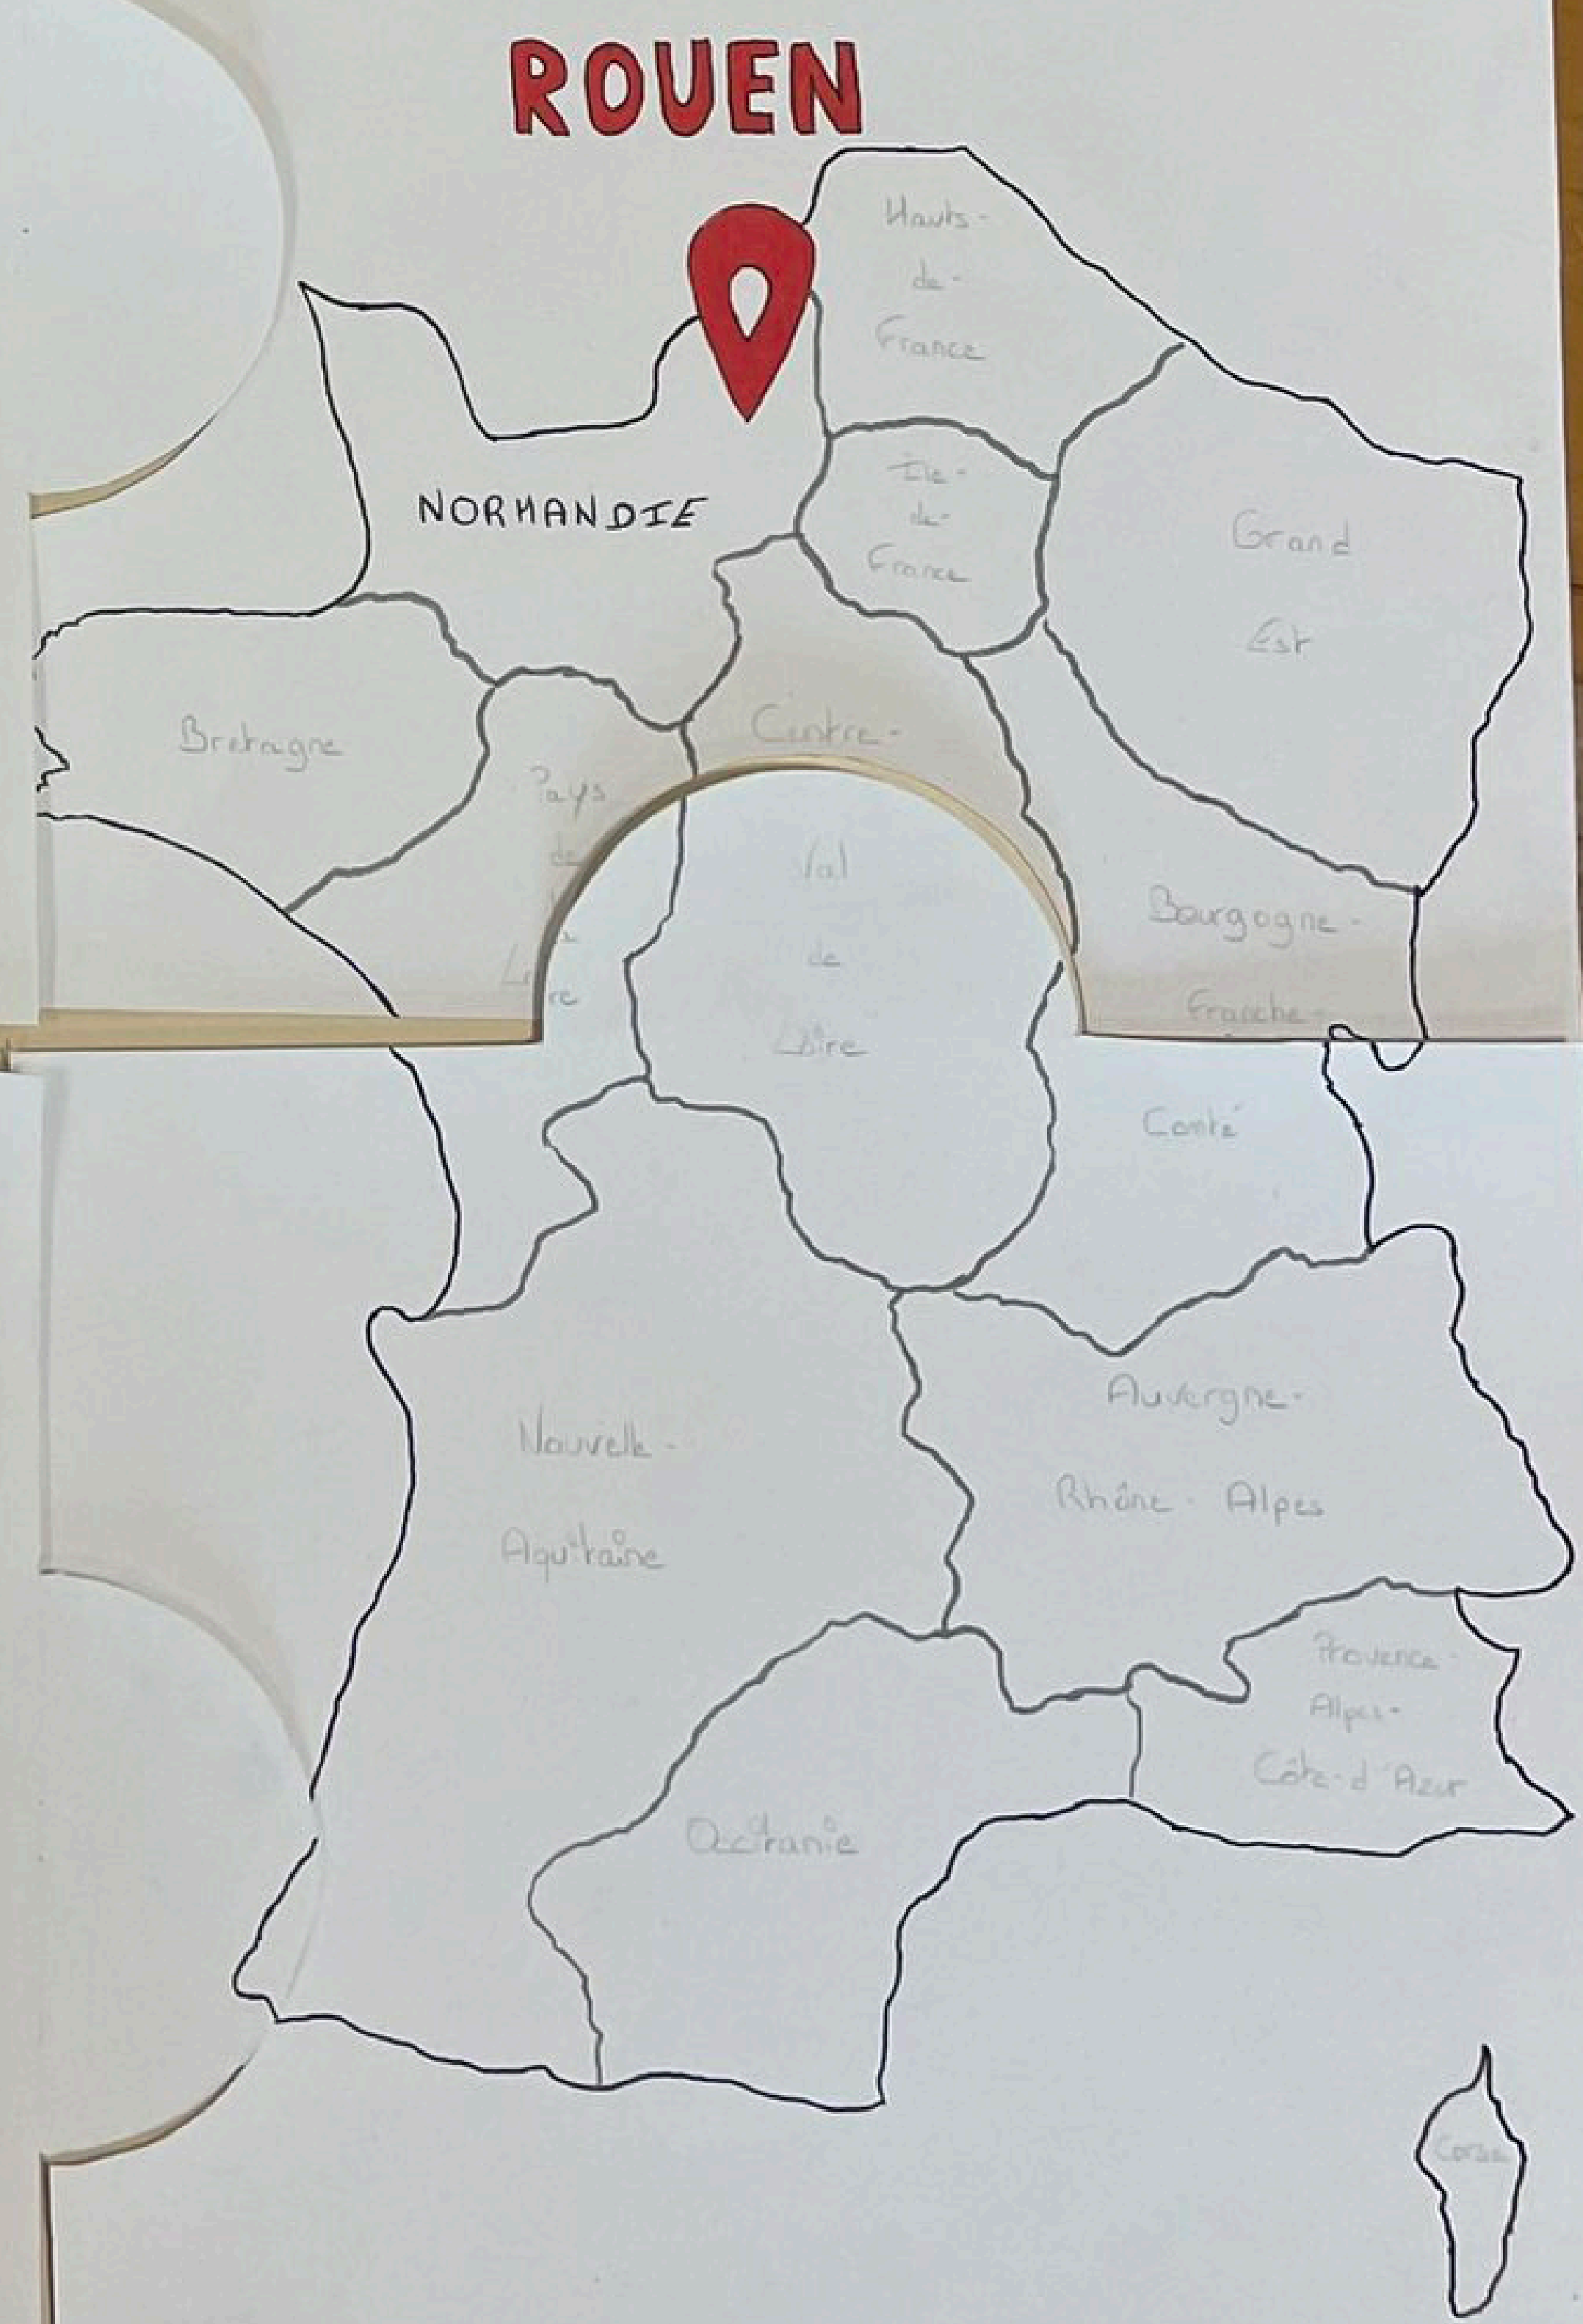 ROUEN
Hauts-
de-
France
NORMANDIE
Île-
de-
France
Grand
Est
Bretagne
Pays
de
Centre-
Val
de
Loire
Bourgogne-
Franche-
Comté
Nouvelle-
Aquitaine
Auvergne-
Rhône-Alpes
Provence-
Alpes-
Côte-d'Azur
Occitanie
Corse